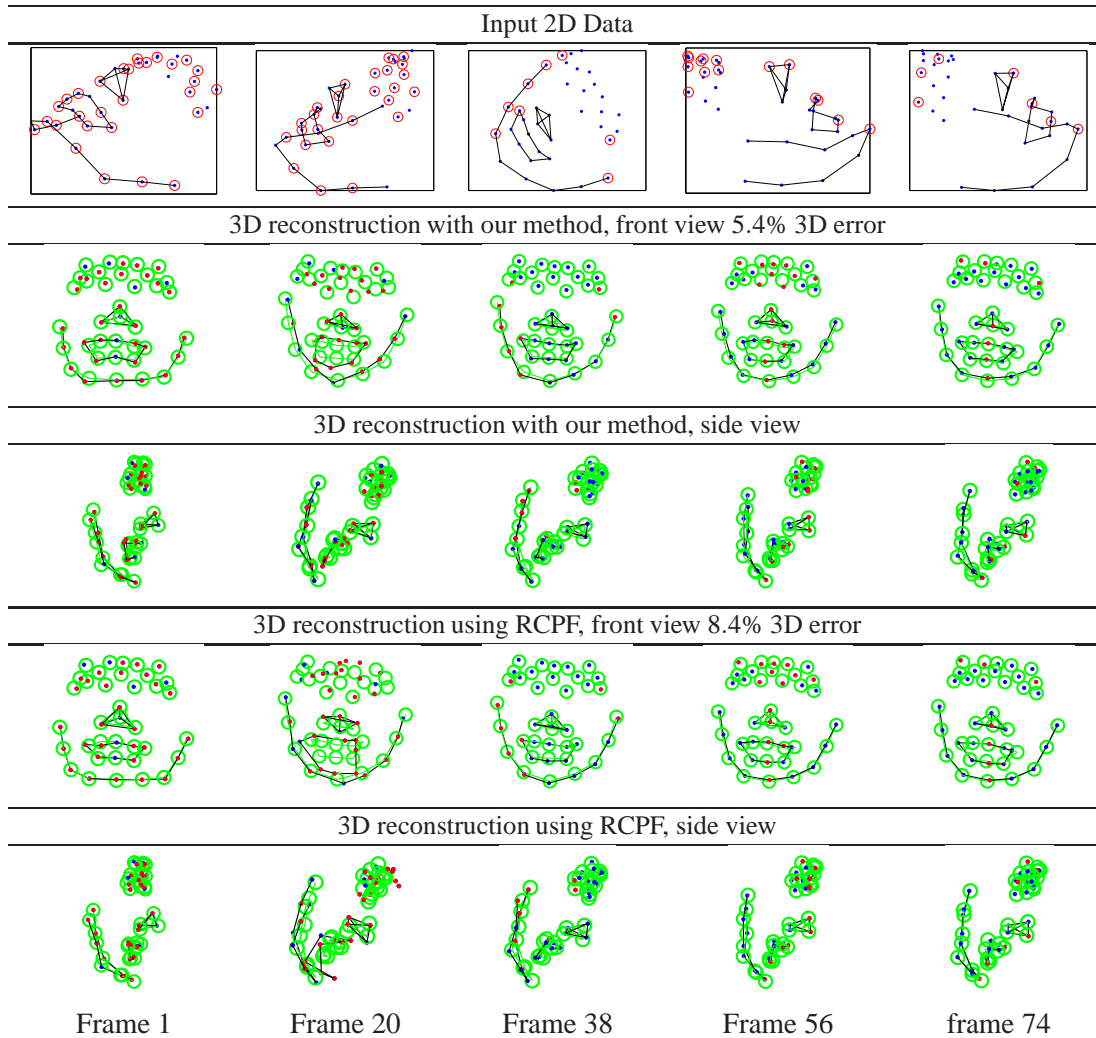 Input 2D Data
3D reconstruction with our method, front view 5.4% 3D error
3D reconstruction with our method, side view
3D reconstruction using RCPF, front view 8.4% 3D error
3D reconstruction using RCPF, side view
Frame 1 Frame 20 Frame 38 Frame 56 frame 74